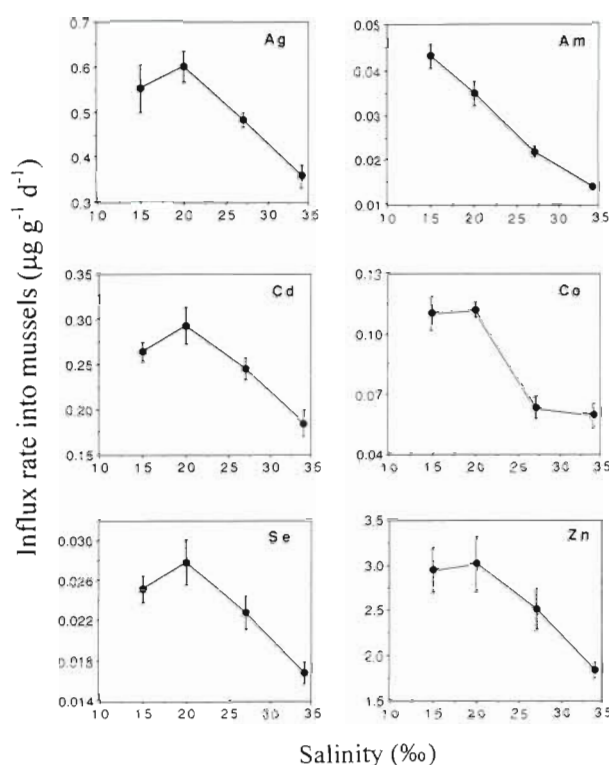 Influx rate into mussels (µg g⁻¹ d⁻¹)
Ag
0.7
0.6
0.5
0.4
0.3
10 15 20 25 30 35
Am
0.05
0.04
0.03
0.02
0.01
10 15 20 25 30 35
Cd
0.35
0.30
0.25
0.20
0.15
10 15 20 25 30 35
Co
0.13
0.10
0.07
0.04
10 15 20 25 30 35
Se
0.030
0.026
0.022
0.018
0.014
10 15 20 25 30 35
Zn
3.5
3.0
2.5
2.0
1.5
10 15 20 25 30 35
Salinity (‰)